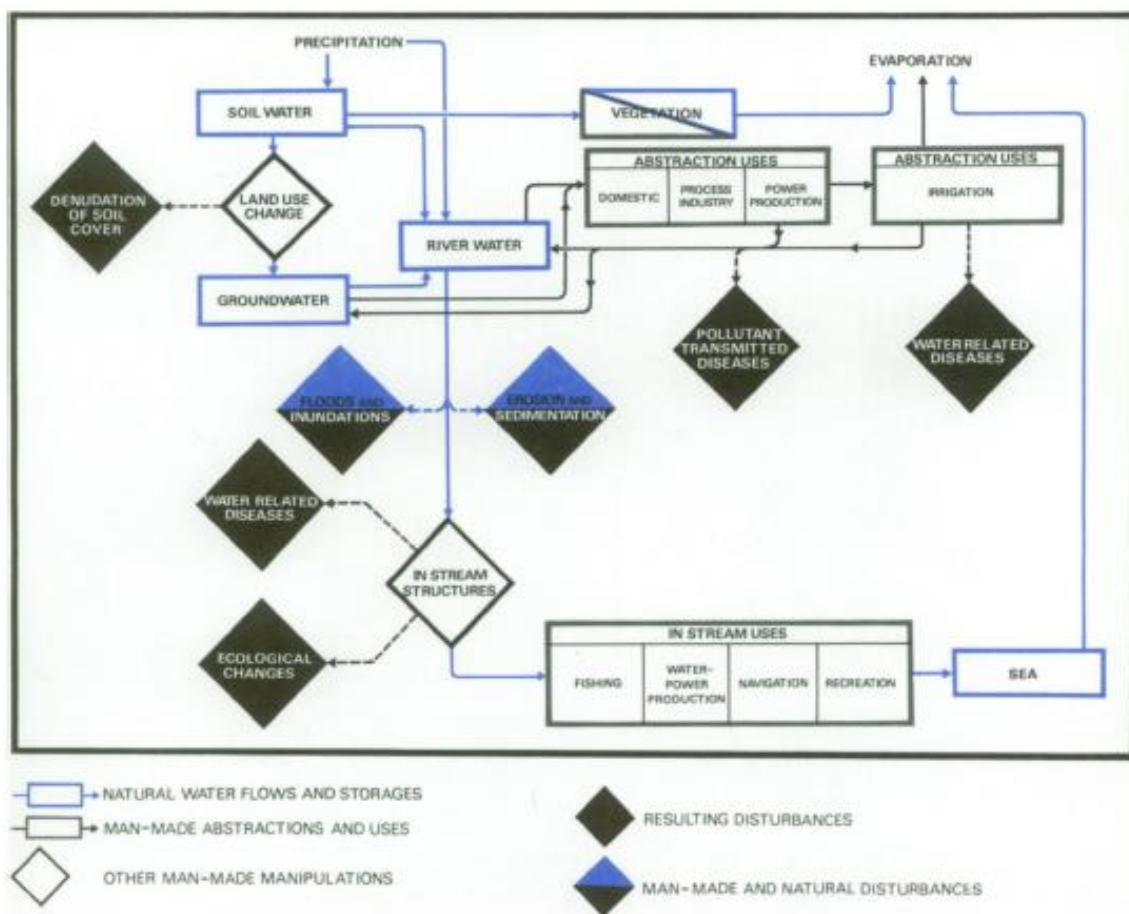 PRECIPITATION
EVAPORATION
SOIL WATER
VEGETATION
ABSTRACTION USES
DOMESTIC
PROCESS
INDUSTRY
POWER
PRODUCTION
ABSTRACTION USES
IRRIGATION
DENUDATION
OF SOIL
COVER
LAND USE
CHANGE
RIVER WATER
GROUNDWATER
POLLUTANT
TRANSMITTED
DISEASES
WATER RELATED
DISEASES
FLOODS AND
INUNDATIONS
EROSION AND
SEDIMENTATION
WATER RELATED
DISEASES
IN STREAM
STRUCTURES
ECOLOGICAL
CHANGES
IN STREAM USES
FISHING
WATER-
POWER
PRODUCTION
NAVIGATION
RECREATION
SEA
NATURAL WATER FLOWS AND STORAGES
MAN-MADE ABSTRACTIONS AND USES
OTHER MAN-MADE MANIPULATIONS
RESULTING DISTURBANCES
MAN-MADE AND NATURAL DISTURBANCES